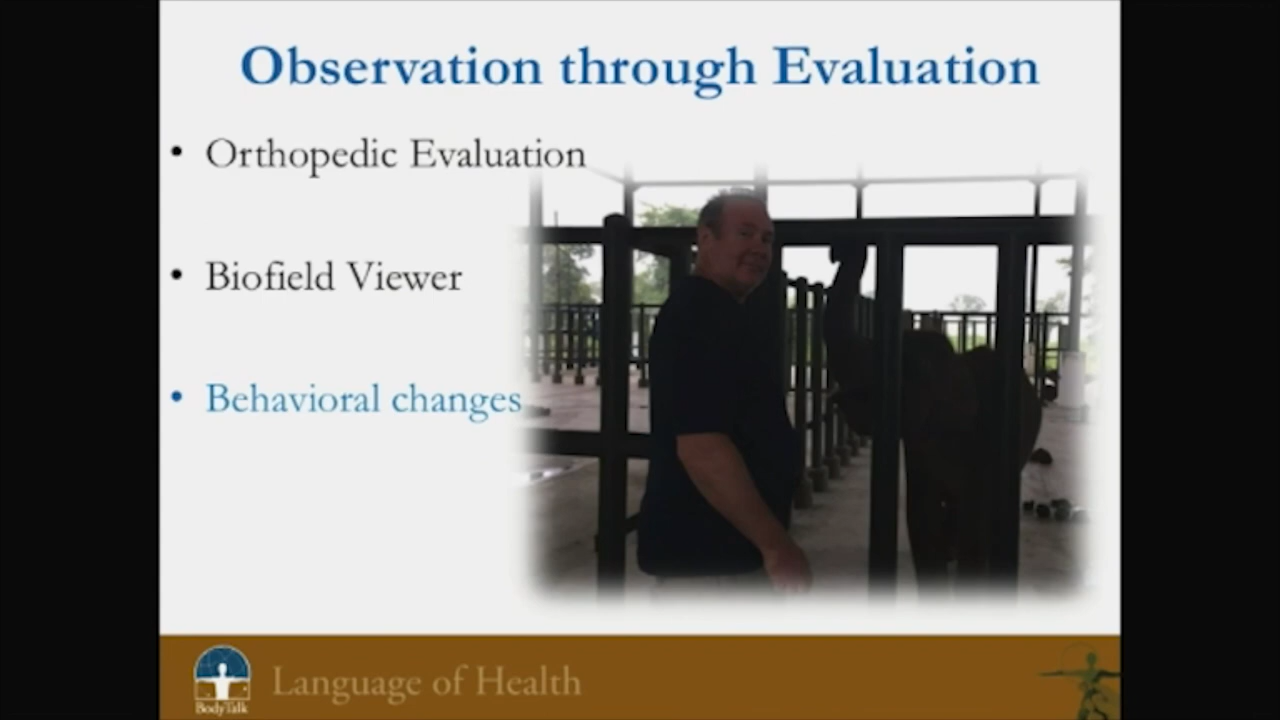 Observation through Evaluation
• Orthopedic Evaluation
• Biofield Viewer
• Behavioral changes
BodyTalk
Language of Health